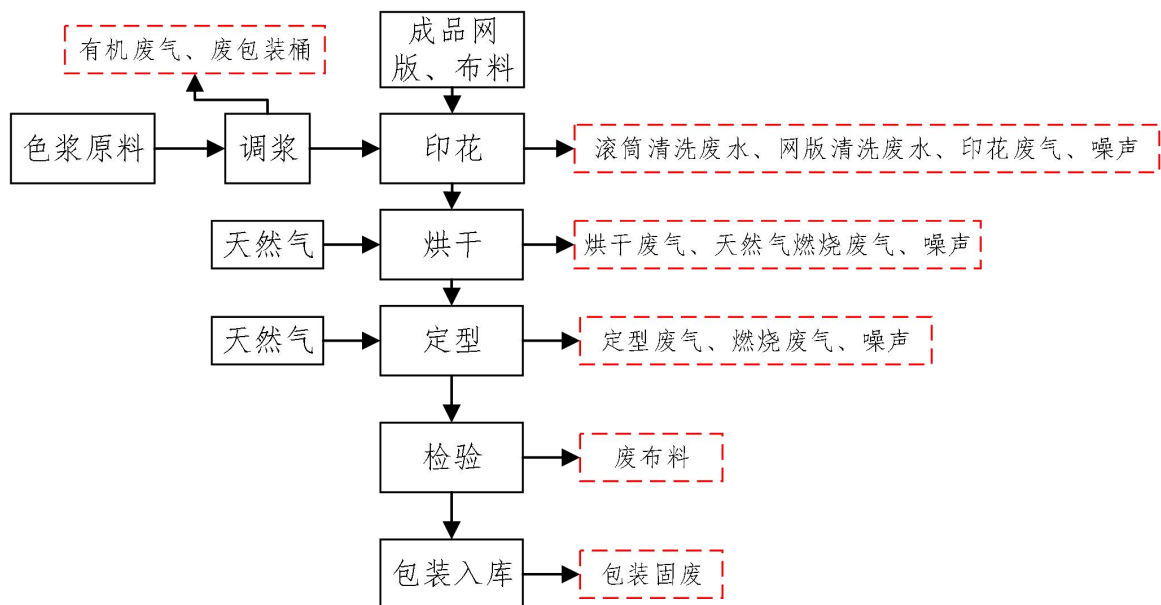 有机废气、废包装桶
成品网
版、布料
色浆原料
调浆
印花
滚筒清洗废水、网版清洗废水、印花废气、噪声
天然气
烘干
烘干废气、天然气燃烧废气、噪声
天然气
定型
定型废气、燃烧废气、噪声
检验
废布料
包装入库
包装固废